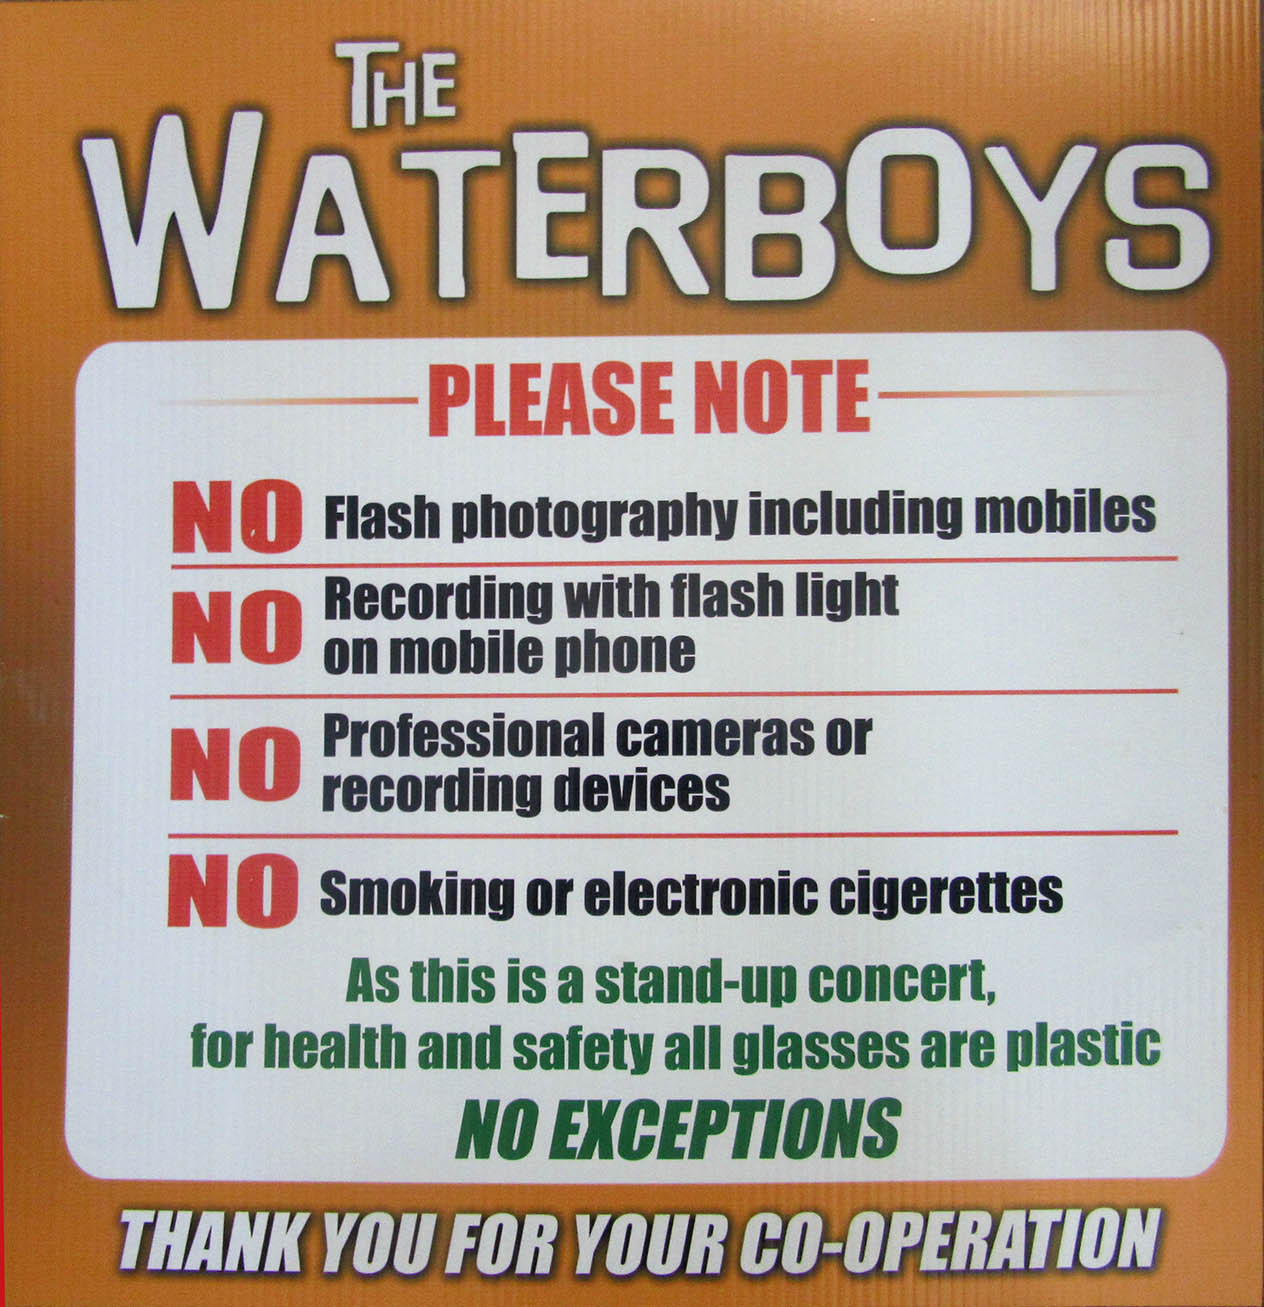 THE
WATERBOYS
PLEASE NOTE
NO Flash photography including mobiles
NO Recording with flash light
on mobile phone
NO Professional cameras or
recording devices
NO Smoking or electronic cigerettes
As this is a stand-up concert,
for health and safety all glasses are plastic
NO EXCEPTIONS
THANK YOU FOR YOUR CO-OPERATION